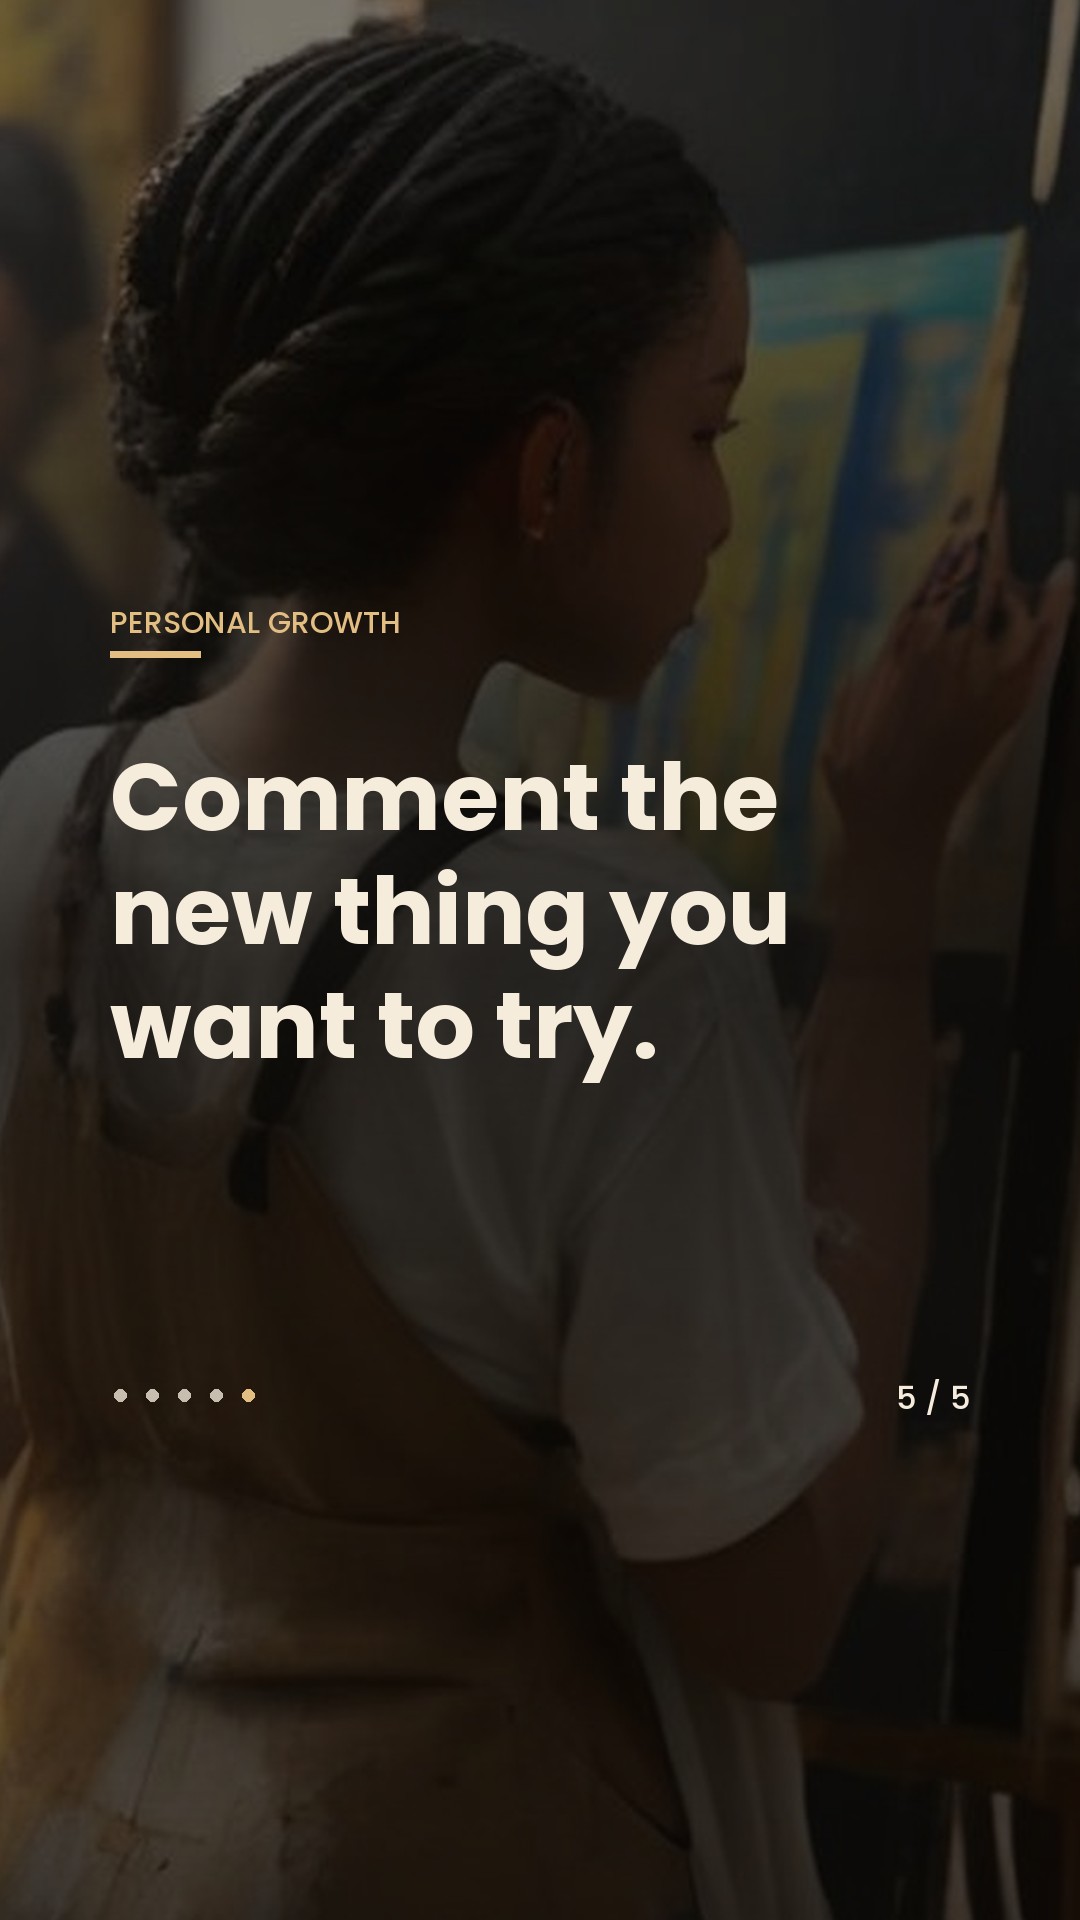 PERSONAL GROWTH
Comment the
new thing you
want to try.
5 / 5